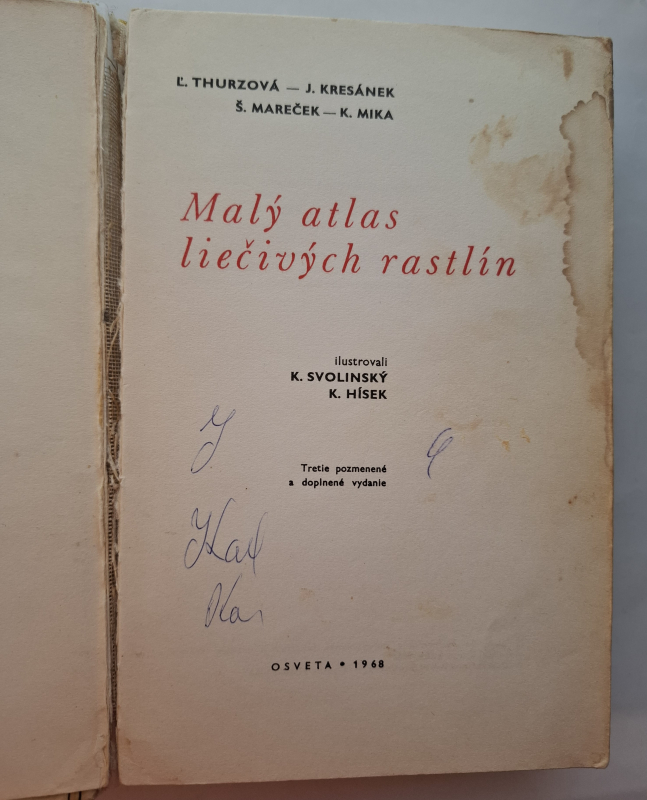 Ľ. THURZOVÁ — J. KRESÁNEK
Š. MAREČEK — K. MIKA
Malý atlas
liečivých rastlín
ilustrovali
K. SVOLINSKÝ
K. HÍSEK
Tretie pozmenené
a doplnené vydanie
OSVETA • 1968